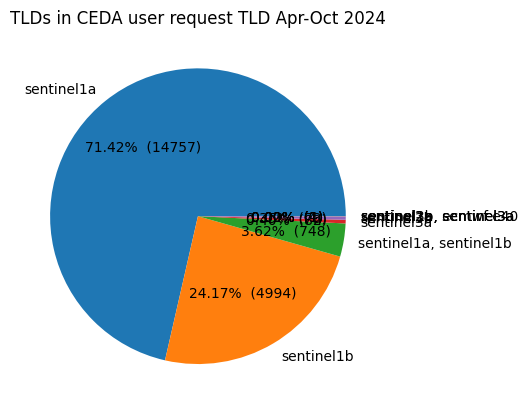 TLDs in CEDA user request TLD Apr-Oct 2024
sentinel1a
71.42% (14757)
sentinel3a
3.62% (748)
sentinel1a, sentinel1b
24.17% (4994)
sentinel1b